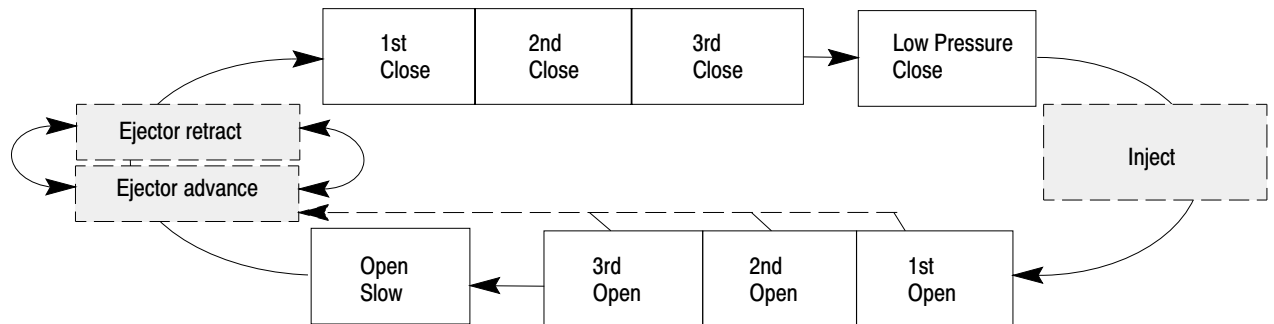 1st
Close
2nd
Close
3rd
Close
Low Pressure
Close
Ejector retract
Inject
Ejector advance
Open
Slow
3rd
Open
2nd
Open
1st
Open